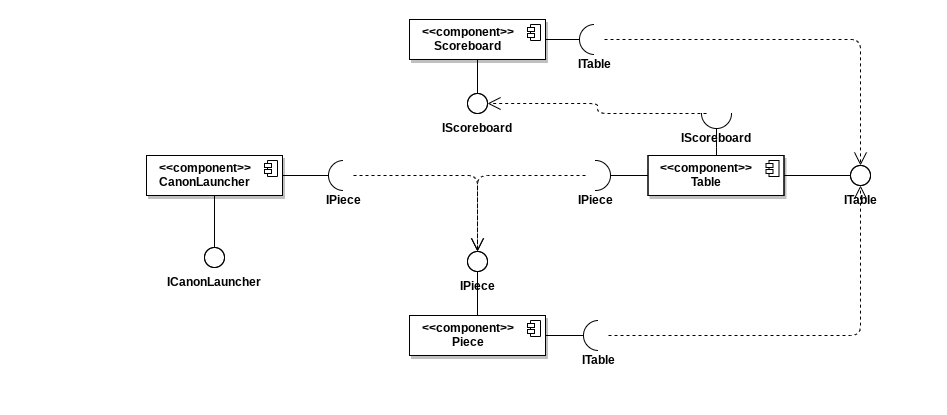 <<component>>
Scoreboard
ITable
IScoreboard
IScoreboard
<<component>>
CanonLauncher
IPiece
IPiece
<<component>>
Table
ITable
ICanonLauncher
IPiece
<<component>>
Piece
ITable